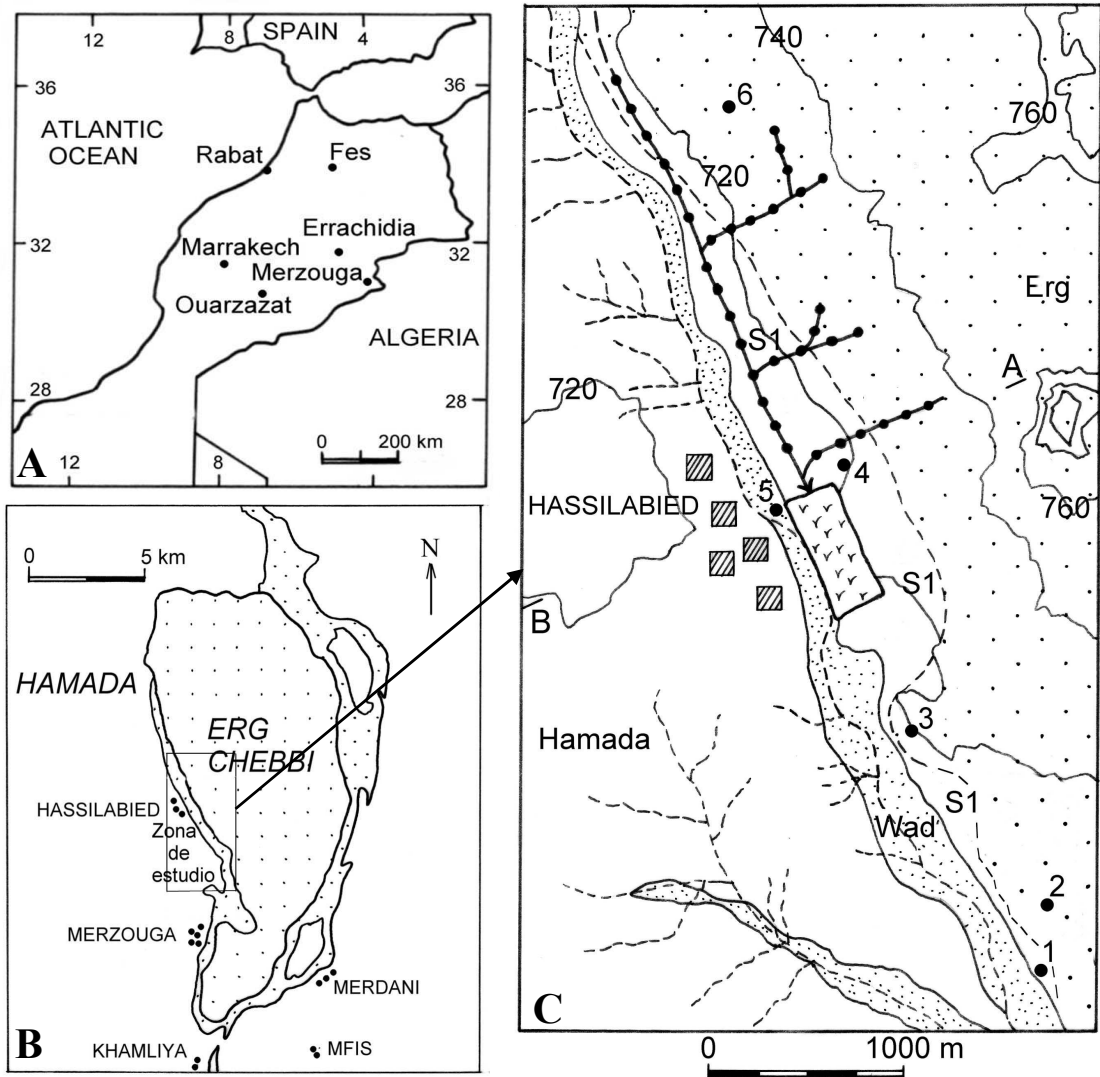 12
8
SPAIN
4
36
36
ATLANTIC
OCEAN
Rabat
Fes
Errachidia
32
32
Marrakech
Merzouga
Ouarzazat
ALGERIA
28
28
0 200 km
A
12
8
4
0 5 km
N
HAMADA
ERG
CHEBBI
HASSILABIED
Zona
de
estudio
MERZOUGA
MERDANI
KHAMLIYA
MFIS
B
740
6
760
720
Erg
S1
A
720
4
HASSILABIED
5
760
S1
B
3
Hamada
S1
Wad
2
1
C
0 1000 m